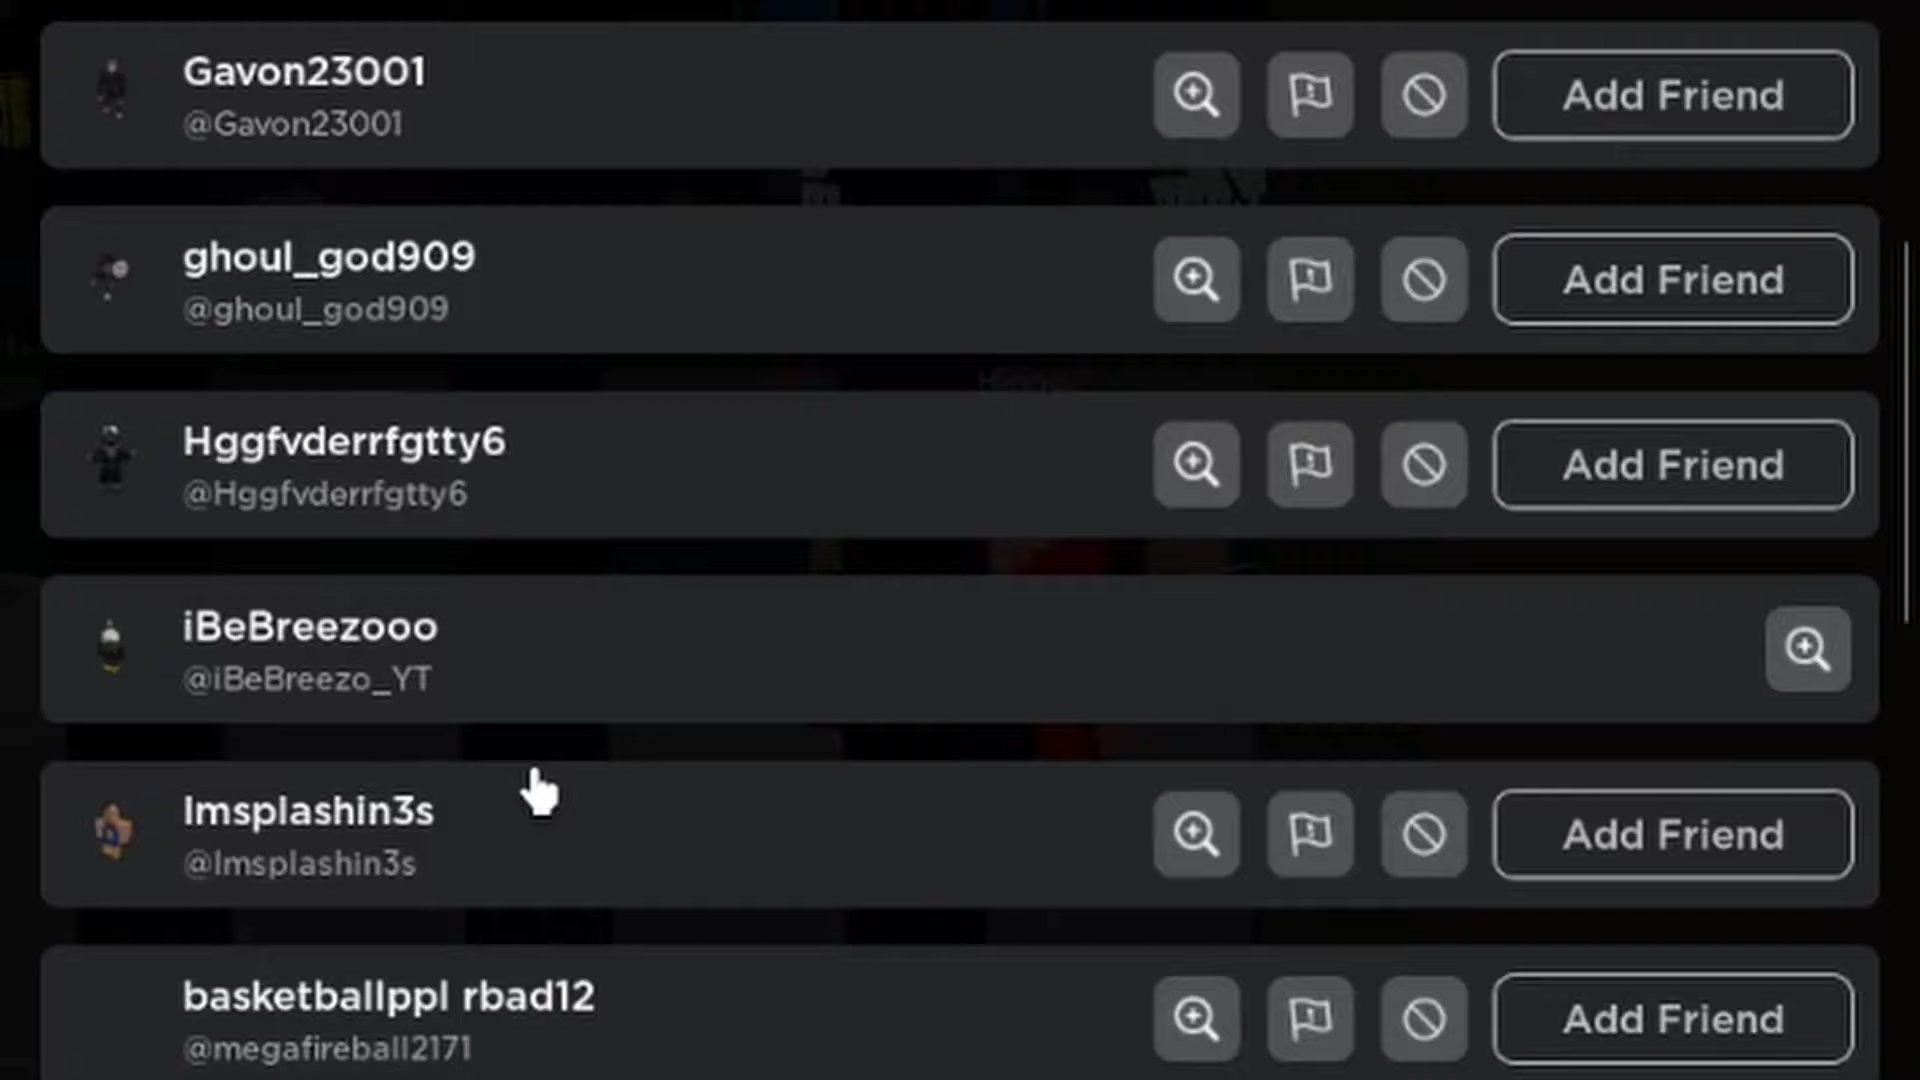 Gavon23001
@Gavon23001
Add Friend
ghoul_god909
@ghoul_god909
Add Friend
Hggfvderrfgtty6
@Hggfvderrfgtty6
Add Friend
iBeBreezooo
@iBeBreezo_YT
Imsplashin3s
@Imsplashin3s
Add Friend
basketballppl rbad12
@megafireball2171
Add Friend